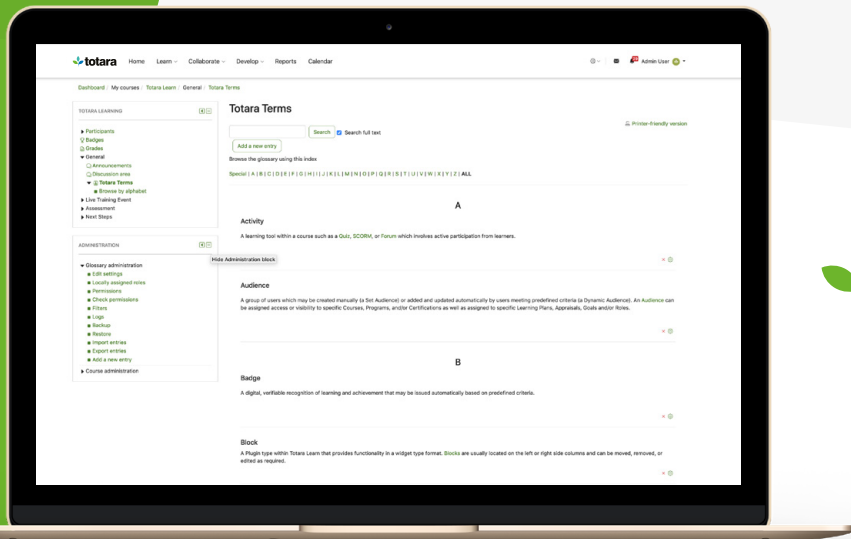 totara Home Learn Collaborate Develop Reports Calendar Admin User
Dashboard / My courses / Totara Learn / General / Totara Terms
TOTARA LEARNING
Participants
Badges
Grades
General
Announcements
Discussion area
Totara Terms
Browse by alphabet
Live Training Event
Assessment
Next Steps
ADMINISTRATION
Hide Administration block
Glossary administration
Edit settings
Locally assigned roles
Permissions
Check permissions
Filters
Logs
Backup
Restore
Import entries
Export entries
Add a new entry
Course administration
Totara Terms
Printer-friendly version
Search Search full text
Add a new entry
Browse the glossary using this index
Special | A | B | C | D | E | F | G | H | I | J | K | L | M | N | O | P | Q | R | S | T | U | V | W | X | Y | Z | ALL
A
Activity
A learning tool within a course such as a Quiz, SCORM, or Forum which involves active participation from learners.
Audience
A group of users which may be created manually (a Set Audience) or added and updated automatically by users meeting predefined criteria (a Dynamic Audience). An Audience can
be assigned access or visibility to specific Courses, Programs, and/or Certifications as well as assigned to specific Learning Plans, Appraisals, Goals and/or Roles.
B
Badge
A digital, verifiable recognition of learning and achievement that may be issued automatically based on predefined criteria.
Block
A Plugin type within Totara Learn that provides functionality in a widget type format. Blocks are usually located on the left or right side columns and can be moved, removed, or
edited as required.